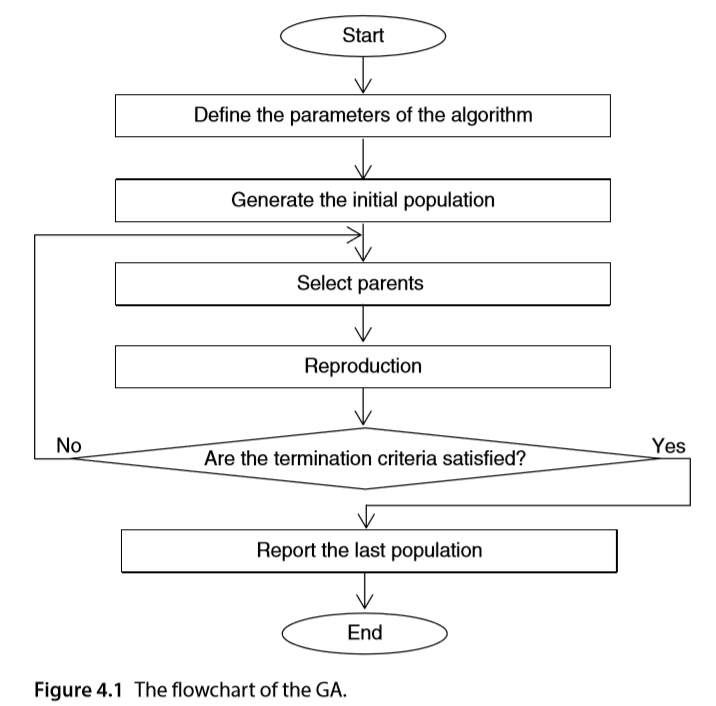 Start
Define the parameters of the algorithm
Generate the initial population
Select parents
Reproduction
No
Are the termination criteria satisfied?
Yes
Report the last population
End
Figure 4.1 The flowchart of the GA.